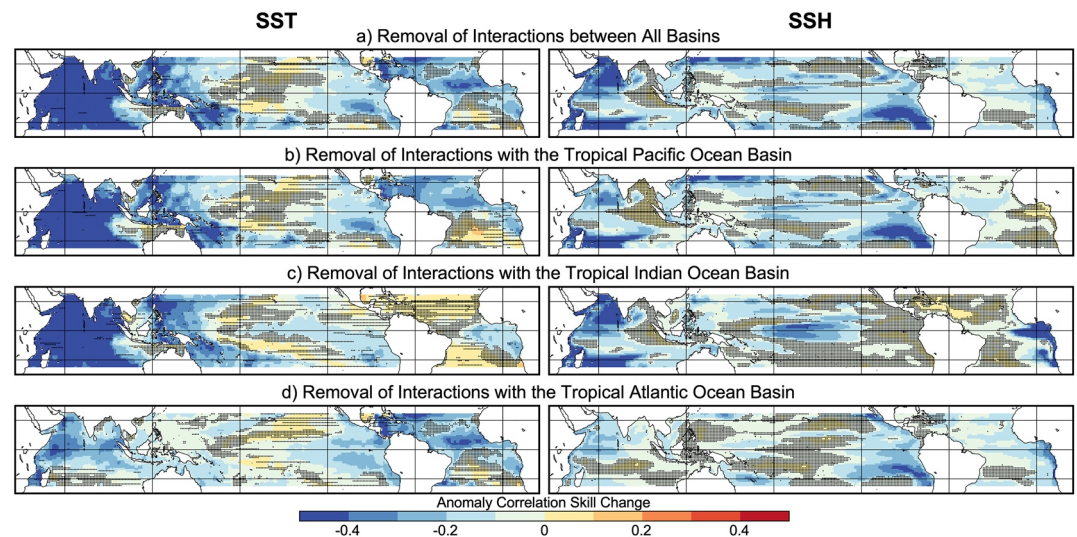 SST SSH
a) Removal of Interactions between All Basins
b) Removal of Interactions with the Tropical Pacific Ocean Basin
c) Removal of Interactions with the Tropical Indian Ocean Basin
d) Removal of Interactions with the Tropical Atlantic Ocean Basin
Anomaly Correlation Skill Change
-0.4 -0.2 0 0.2 0.4